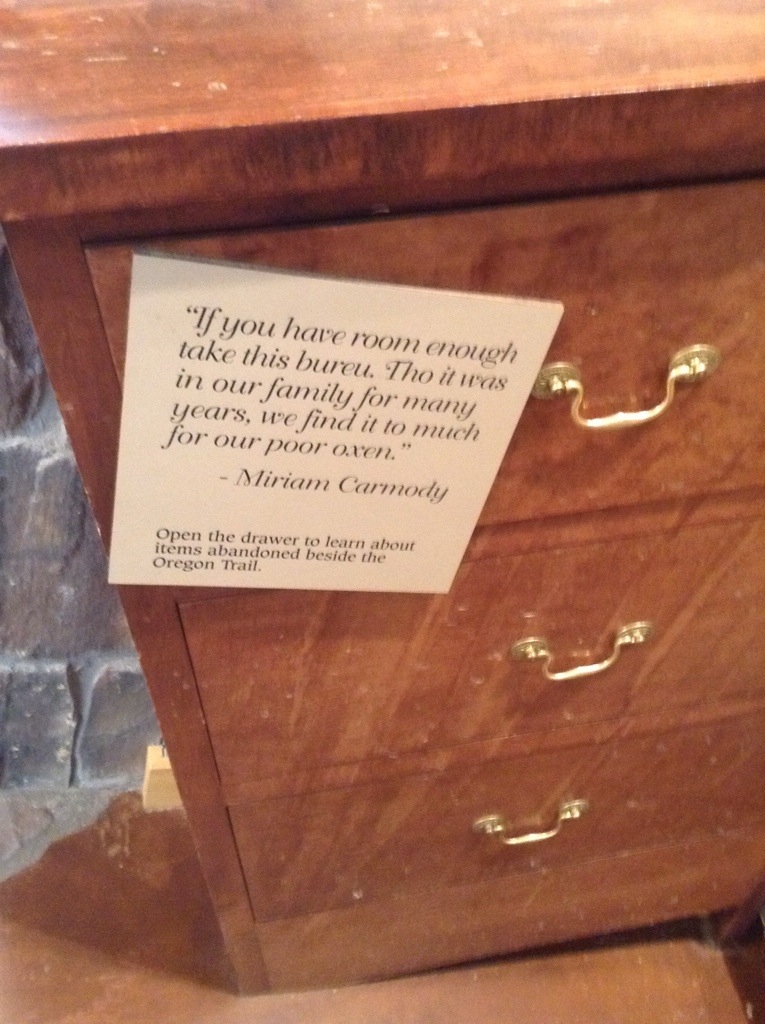 "If you have room enough
take this bureu. Tho it was
in our family for many
years, we find it to much
for our poor oxen."
- Miriam Carmody
Open the drawer to learn about
items abandoned beside the
Oregon Trail.